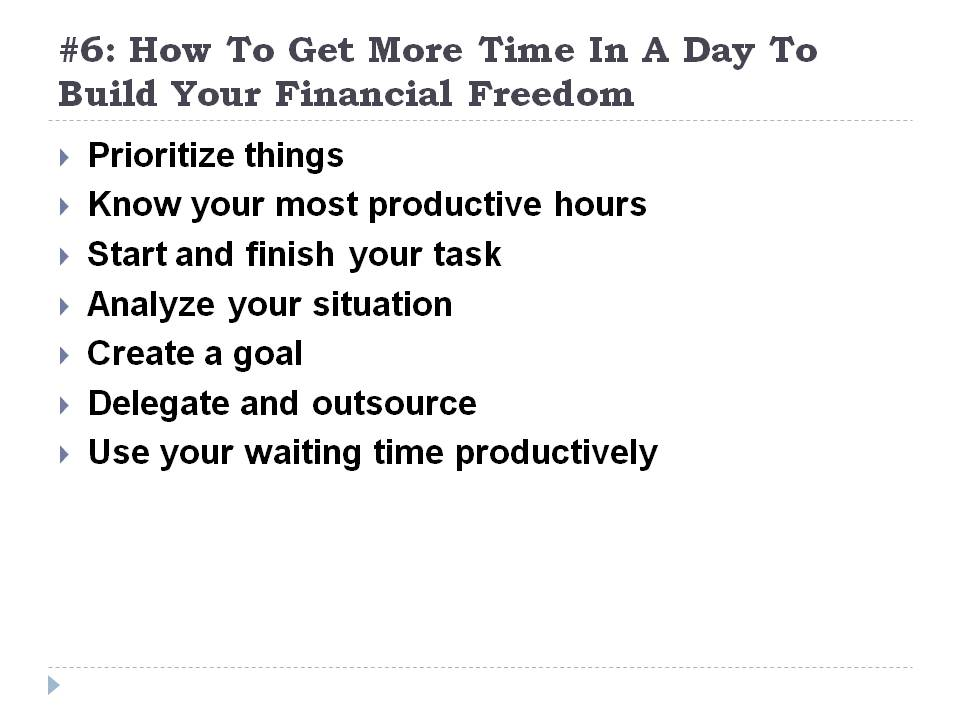 #6: How To Get More Time In A Day To
Build Your Financial Freedom
Prioritize things
Know your most productive hours
Start and finish your task
Analyze your situation
Create a goal
Delegate and outsource
Use your waiting time productively